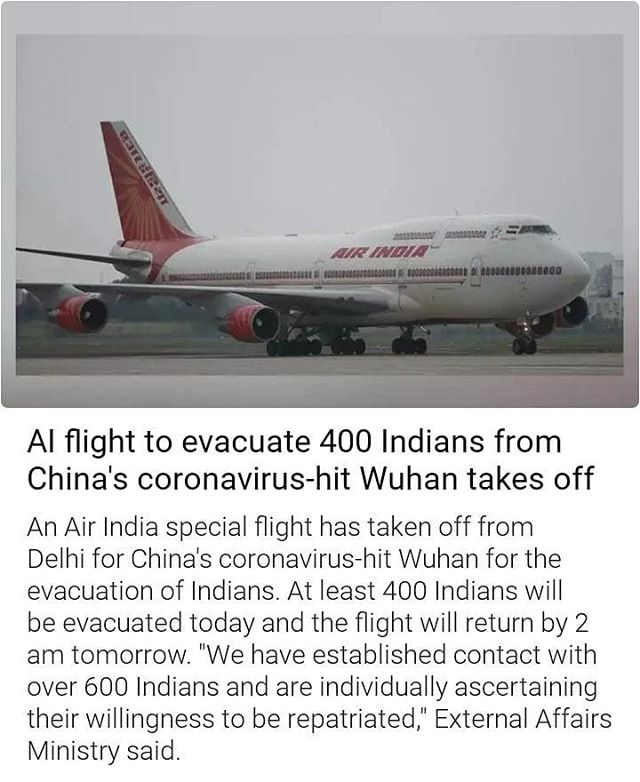 AIR INDIA
AI flight to evacuate 400 Indians from
China's coronavirus-hit Wuhan takes off
An Air India special flight has taken off from
Delhi for China's coronavirus-hit Wuhan for the
evacuation of Indians. At least 400 Indians will
be evacuated today and the flight will return by 2
am tomorrow. "We have established contact with
over 600 Indians and are individually ascertaining
their willingness to be repatriated," External Affairs
Ministry said.